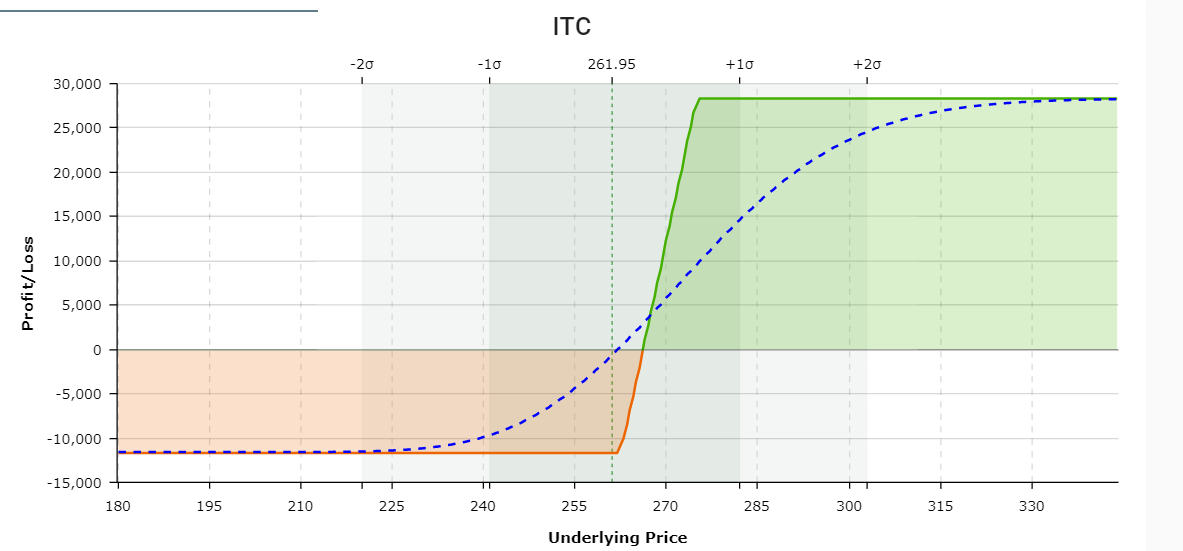 ITC
-2σ -1σ 261.95 +1σ +2σ
30,000
25,000
20,000
15,000
10,000
5,000
0
-5,000
-10,000
-15,000
Profit/Loss
180 195 210 225 240 255 270 285 300 315 330
Underlying Price